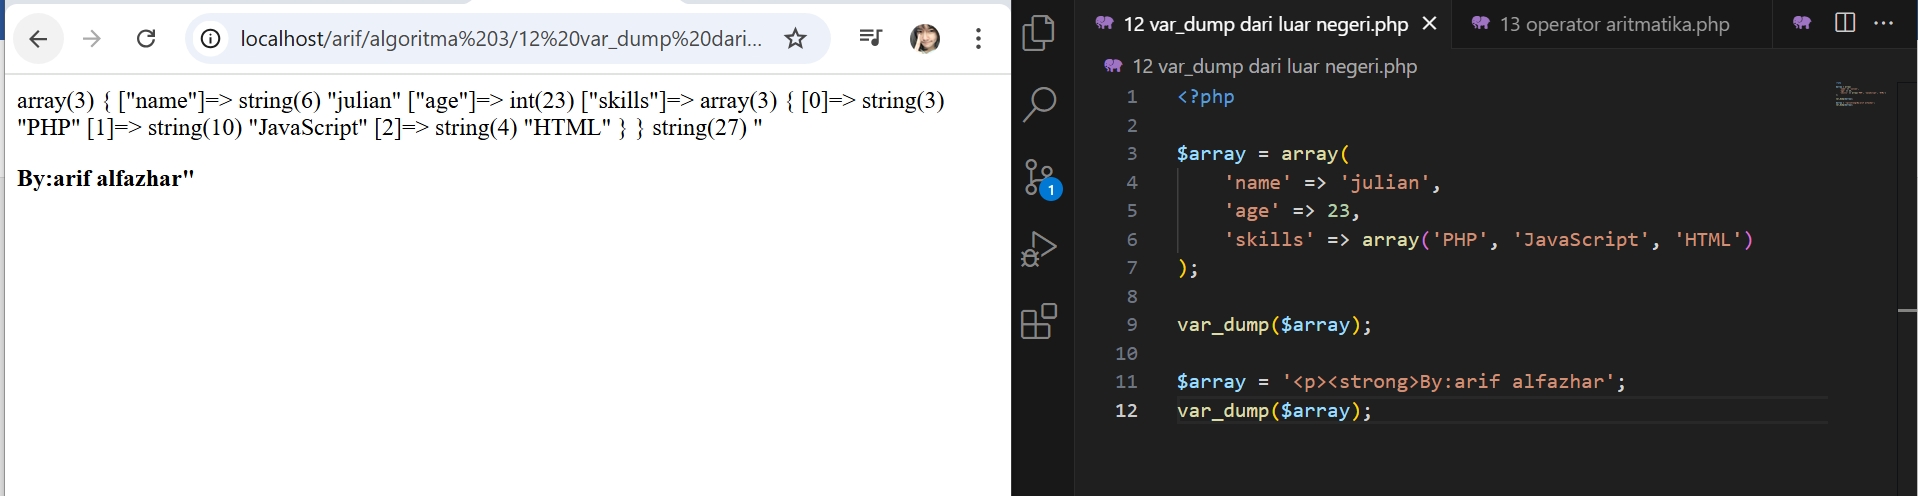 localhost/arif/algoritma%203/12%20var_dump%20dari...
array(3) { ["name"]=> string(6) "julian" ["age"]=> int(23) ["skills"]=> array(3) { [0]=> string(3)
"PHP" [1]=> string(10) "JavaScript" [2]=> string(4) "HTML" } } string(27) "
By:arif alfazhar"
12 var_dump dari luar negeri.php
13 operator aritmatika.php
12 var_dump dari luar negeri.php
1 <?php
2
3 $array = array(
4 'name' => 'julian',
5 'age' => 23,
6 'skills' => array('PHP', 'JavaScript', 'HTML')
7 );
8
9 var_dump($array);
10
11 $array = '<p><strong>By:arif alfazhar';
12 var_dump($array);
1